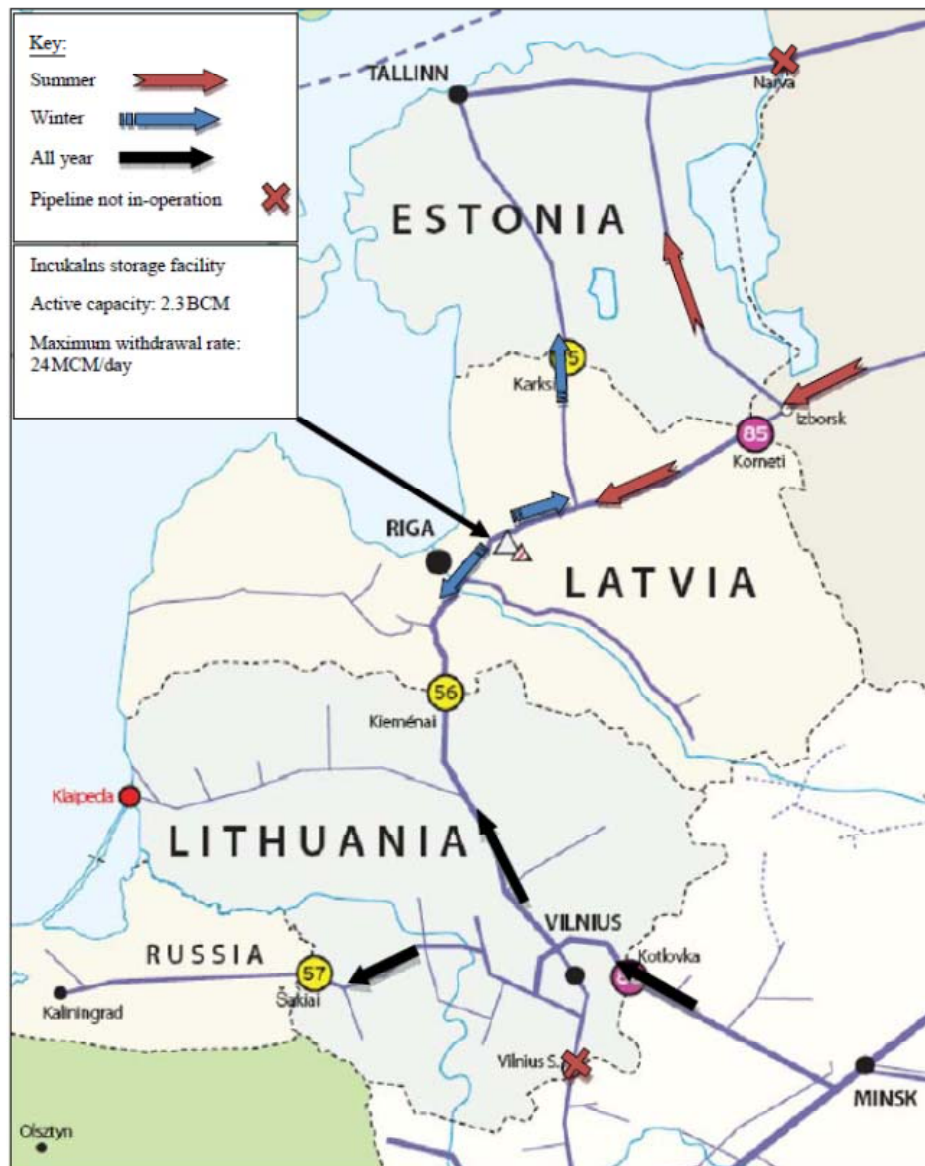 Key:
Summer
Winter
All year
Pipeline not in-operation
Incukalns storage facility
Active capacity: 2.3BCM
Maximum withdrawal rate:
24MCM/day
TALLINN
Narva
ESTONIA
Karksi
Izborsk
85
Korneti
RIGA
LATVIA
56
Kieménai
Klaipeda
LITHUANIA
VILNIUS
Kotlovka
RUSSIA
57
Šakiai
Kaliningrad
Vilnius S.
MINSK
Olsztyn